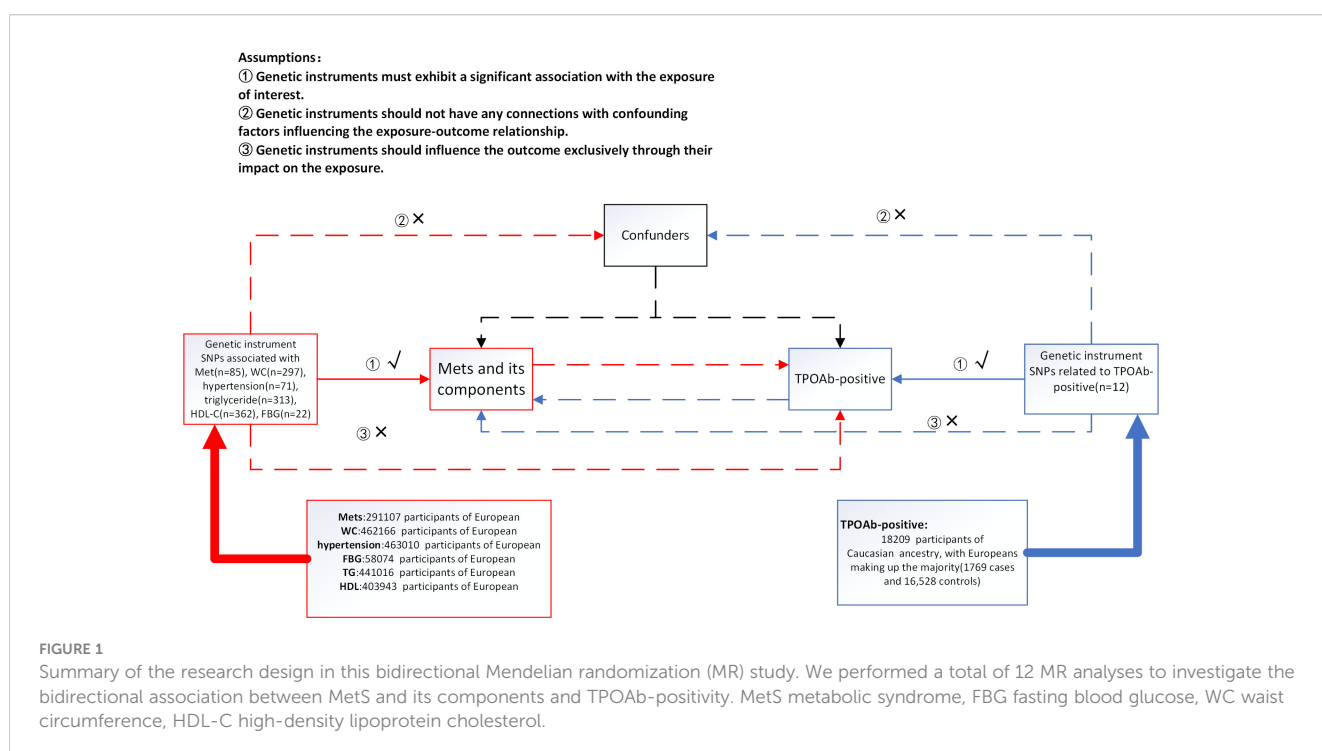 Assumptions：
① Genetic instruments must exhibit a significant association with the exposure
of interest.
② Genetic instruments should not have any connections with confounding
factors influencing the exposure-outcome relationship.
③ Genetic instruments should influence the outcome exclusively through their
impact on the exposure.
②×
②×
Confunders
Genetic instrument
SNPs associated with
Met(n=85), WC(n=297),
hypertension(n=71),
triglyceride(n=313),
HDL-C(n=362), FBG(n=22)
① √
Mets and its
components
TPOAb-positive
① √
Genetic instrument
SNPs related to TPOAb-
positive(n=12)
③×
③×
Mets:291107 participants of European
WC:462166 participants of European
hypertension:463010 participants of European
FBG:58074 participants of European
TG:441016 participants of European
HDL:403943 participants of European
TPOAb-positive:
18209 participants of
Caucasian ancestry, with Europeans
making up the majority(1769 cases
and 16,528 controls)
FIGURE 1
Summary of the research design in this bidirectional Mendelian randomization (MR) study. We performed a total of 12 MR analyses to investigate the
bidirectional association between MetS and its components and TPOAb-positivity. MetS metabolic syndrome, FBG fasting blood glucose, WC waist
circumference, HDL-C high-density lipoprotein cholesterol.